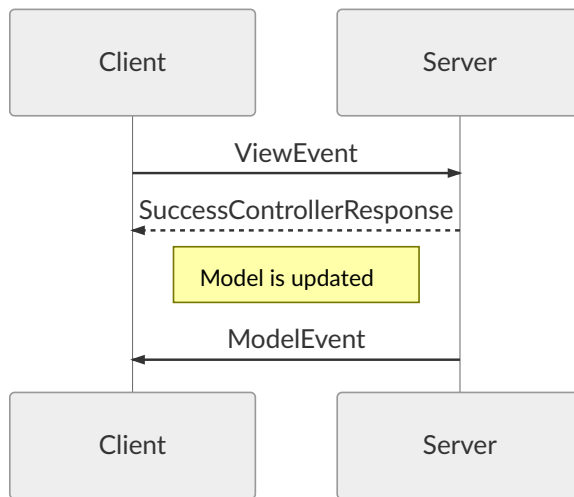 Client
Server
ViewEvent
SuccessControllerResponse
Model is updated
ModelEvent
Client
Server